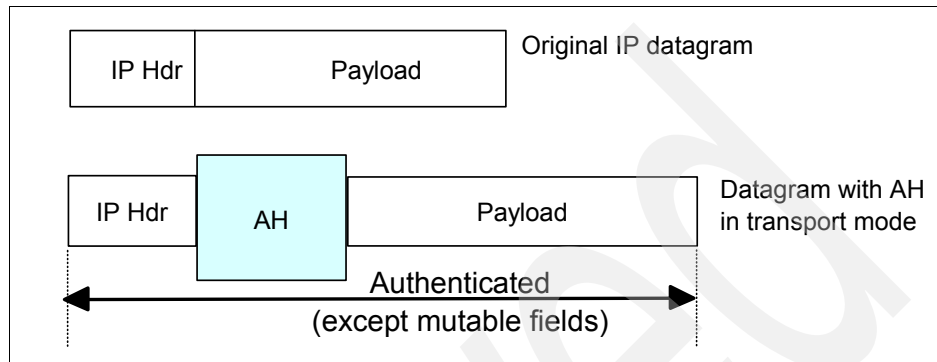 Original IP datagram
IP Hdr
Payload
Datagram with AH
in transport mode
IP Hdr
AH
Payload
Authenticated
(except mutable fields)